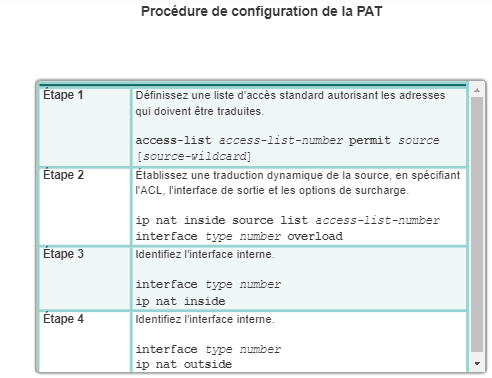 Procédure de configuration de la PAT
Étape 1
Définissez une liste d'accès standard autorisant les adresses
qui doivent être traduites.
access-list access-list-number permit source
[source-wildcard]
Étape 2
Établissez une traduction dynamique de la source, en spécifiant
l'ACL, l'interface de sortie et les options de surcharge.
ip nat inside source list access-list-number
interface type number overload
Étape 3
Identifiez l'interface interne.
interface type number
ip nat inside
Étape 4
Identifiez l'interface interne.
interface type number
ip nat outside